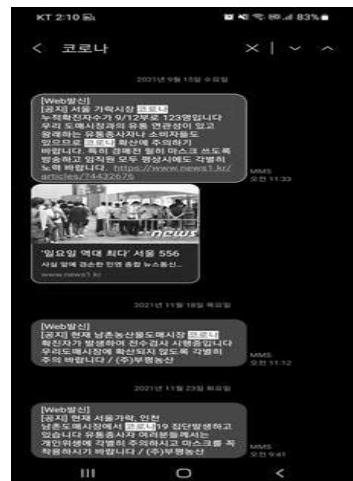 KT 2:10
83%
코로나
2021년 9월 15일 수요일
[Web발신]
[공지] 서울 가락시장 코로나
누적확진자수가 9/12부로 123명입니다
우리 도매시장과의 유통 연관성이 있고
왕래하는 유통종사자나 소비자들도
있으므로 코로나 확산에 주의하기
바랍니다. 특히 경매전 필히 마스크 쓰도록
방송하고 임직원 모두 평상시에도 각별히
노력 바랍니다. https://www.news1.kr/
articles/?4432676
MMS
오전 11:33
news
'일요일 역대 최다' 서울 556
사실 앞에 겸손한 민영 종합 뉴스통신...
www.news1.kr
2021년 11월 18일 목요일
[Web발신]
[공지] 현재 남촌농산물도매시장 코로나
확진자가 발생하여 전수검사 시행중입니다
우리도매시장에 확산되지 않도록 각별히
주의 바랍니다 / (주)부평농산
MMS
오전 11:12
2021년 11월 23일 화요일
[Web발신]
[공지] 현재 서울가락, 인천
남촌도매시장에서 코로나19 집단발생하고
있습니다 유통종사자 여러분들께서는
개인위생에 각별히 주의하시고 마스크를 꼭
착용하시기 바랍니다 / (주)부평농산
MMS
오전 9:41